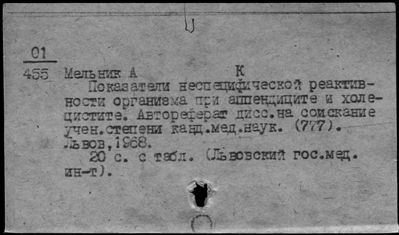 01
455 Мельник А К
Показатели неспецифической реактив-
ности организма при аппендиците и холе-
цистите. Автореферат дисс.на соискание
учен.степени канд.мед.наук. (777).
Львов,1968.
20 с. с табл. (Львовский гос.мед.
ин-т).